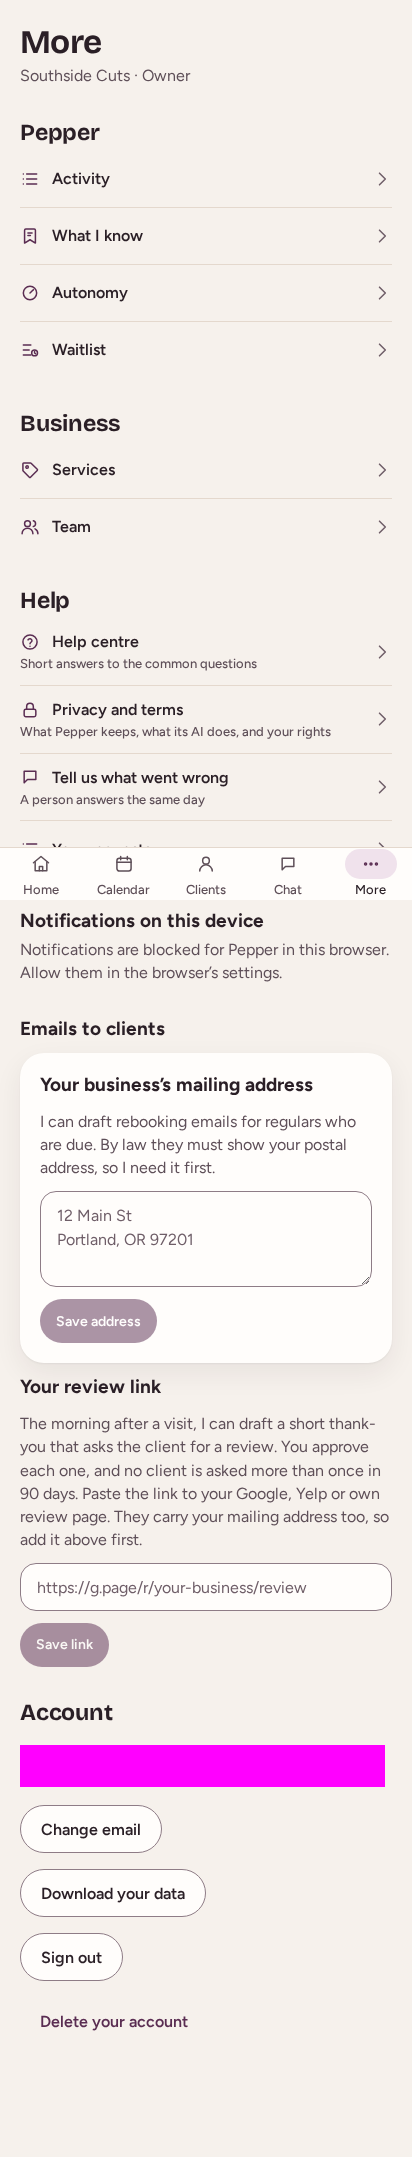 More
Southside Cuts · Owner
Pepper
Activity
What I know
Autonomy
Waitlist
Business
Services
Team
Help
Help centre
Short answers to the common questions
Privacy and terms
What Pepper keeps, what its AI does, and your rights
Tell us what went wrong
A person answers the same day
Home
Calendar
Clients
Chat
More
Notifications on this device
Notifications are blocked for Pepper in this browser.
Allow them in the browser’s settings.
Emails to clients
Your business’s mailing address
I can draft rebooking emails for regulars who
are due. By law they must show your postal
address, so I need it first.
12 Main St
Portland, OR 97201
Save address
Your review link
The morning after a visit, I can draft a short thank-
you that asks the client for a review. You approve
each one, and no client is asked more than once in
90 days. Paste the link to your Google, Yelp or own
review page. They carry your mailing address too, so
add it above first.
https://g.page/r/your-business/review
Save link
Account
Change email
Download your data
Sign out
Delete your account